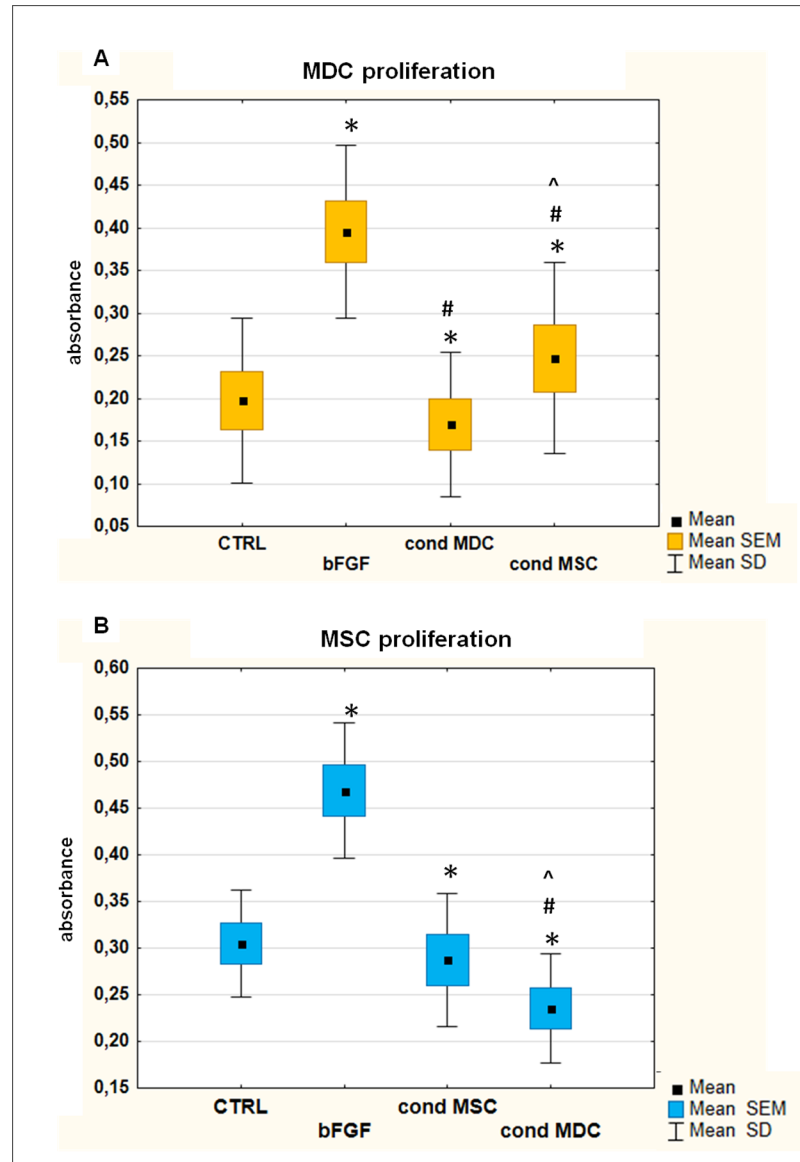 A
MDC proliferation
0,55
0,50
0,45
0,40
0,35
0,30
0,25
0,20
0,15
0,10
0,05
absorbance
*
#
*
^
#
*
CTRL
bFGF
cond MDC
cond MSC
Mean
Mean SEM
Mean SD
B
MSC proliferation
0,60
0,55
0,50
0,45
0,40
0,35
0,30
0,25
0,20
0,15
absorbance
*
*
^
#
*
CTRL
bFGF
cond MSC
cond MDC
Mean
Mean SEM
Mean SD